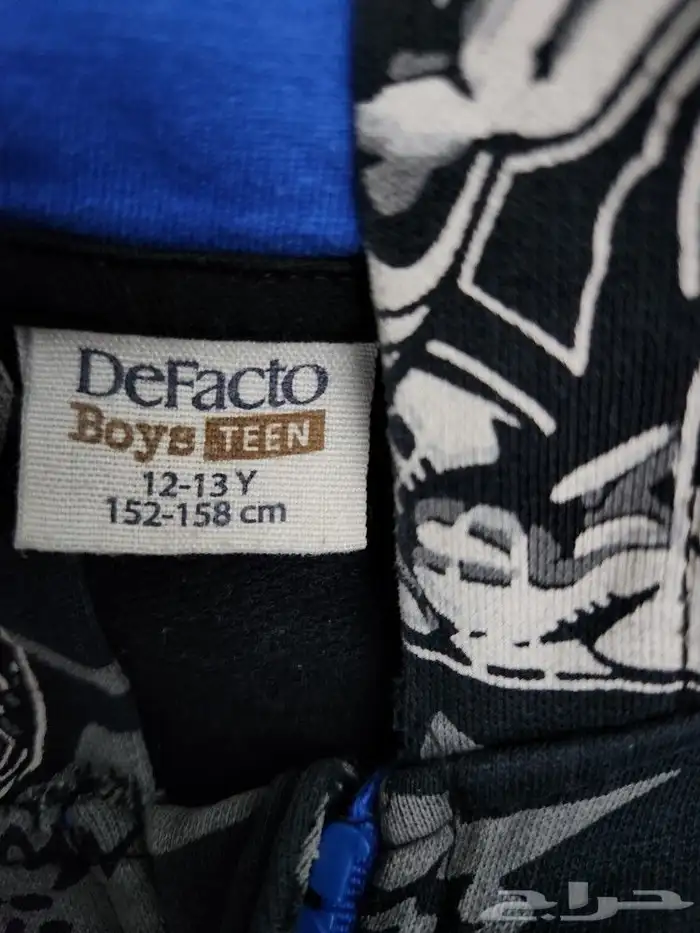 DeFacto
Boys TEEN
12-13 Y
152-158 cm
حراج